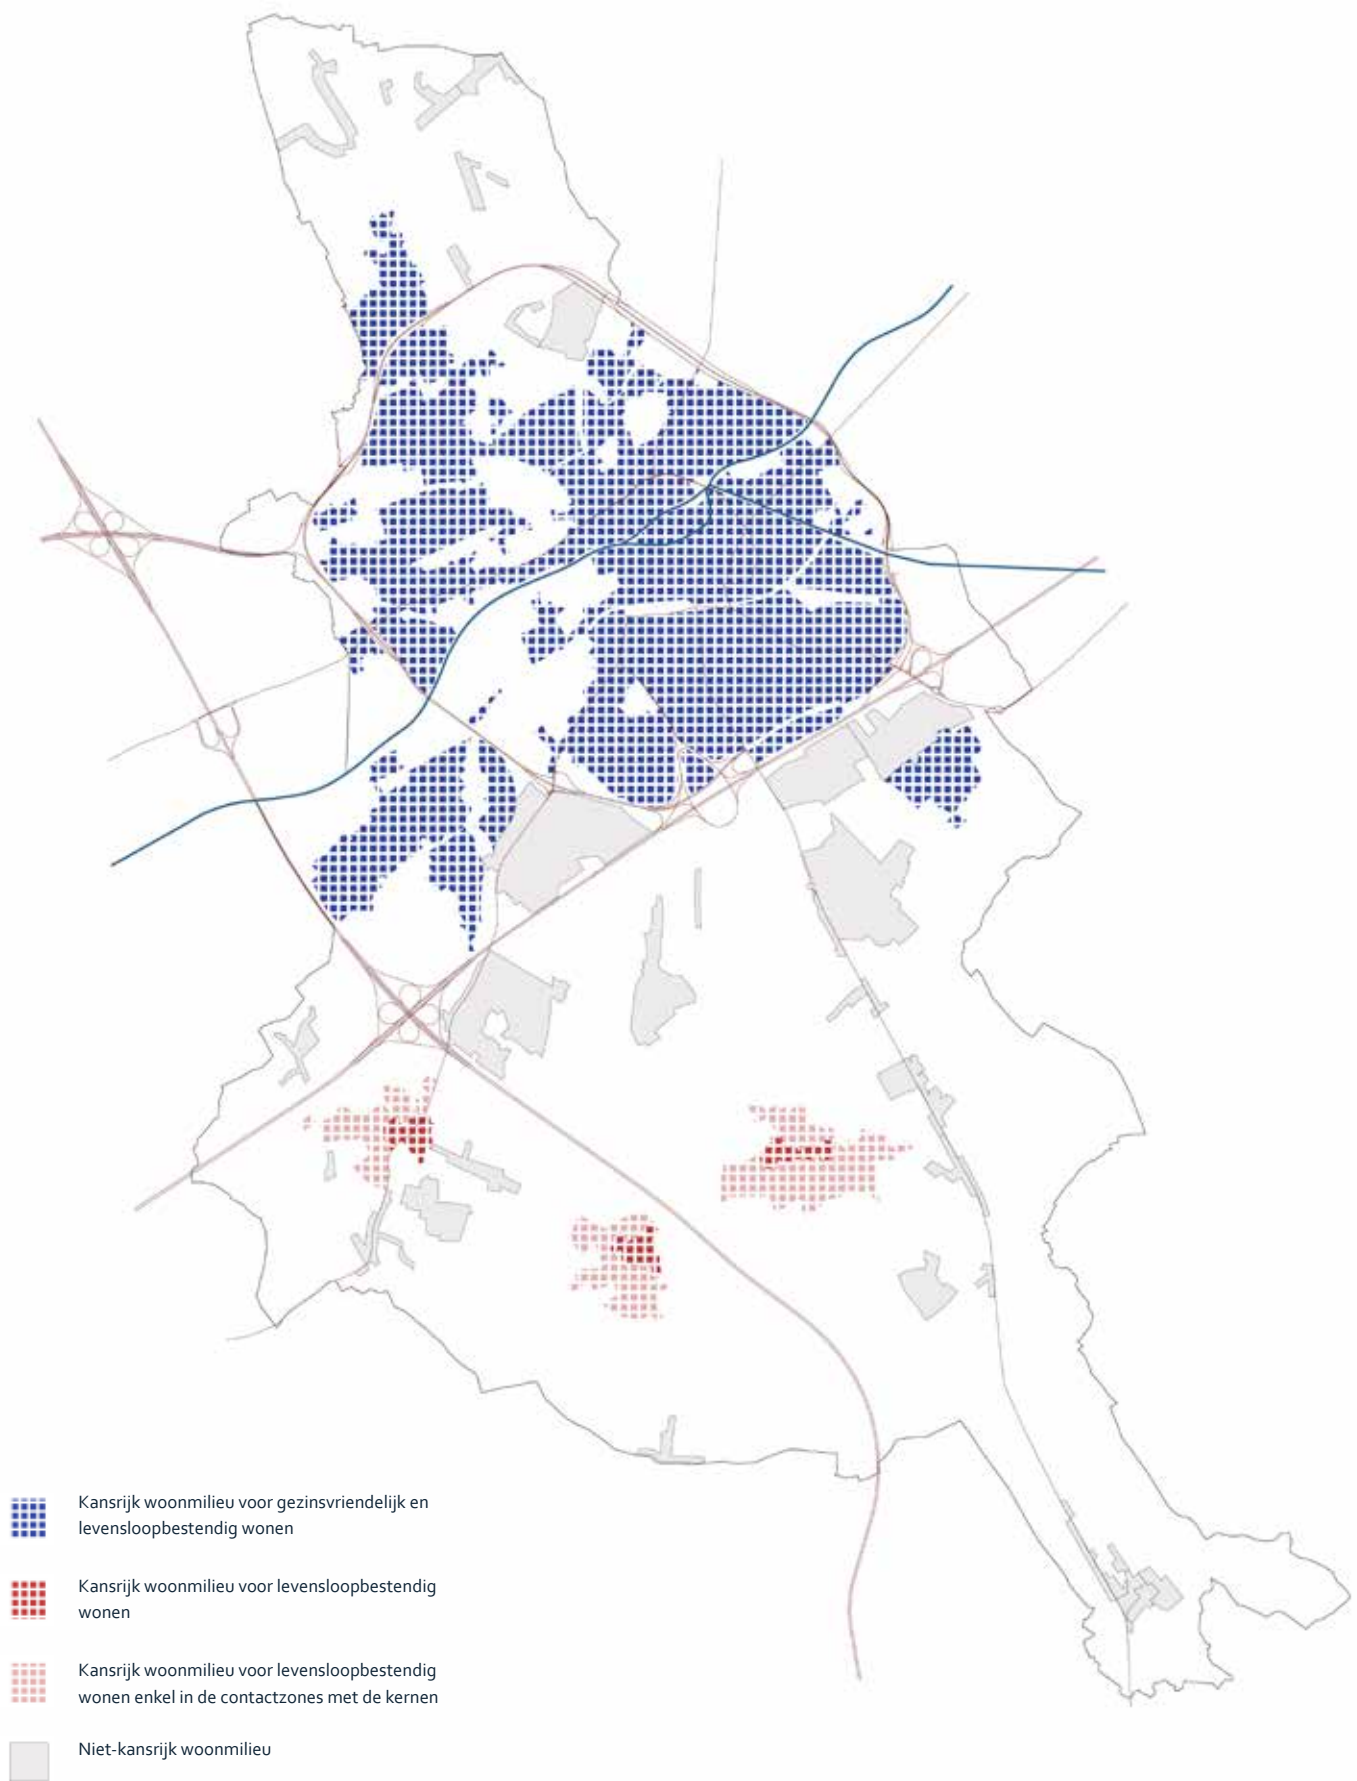 Kansrijk woonmilieu voor gezinsvriendelijk en
levensloopbestendig wonen
Kansrijk woonmilieu voor levensloopbestendig
wonen
Kansrijk woonmilieu voor levensloopbestendig
wonen enkel in de contactzones met de kernen
Niet-kansrijk woonmilieu